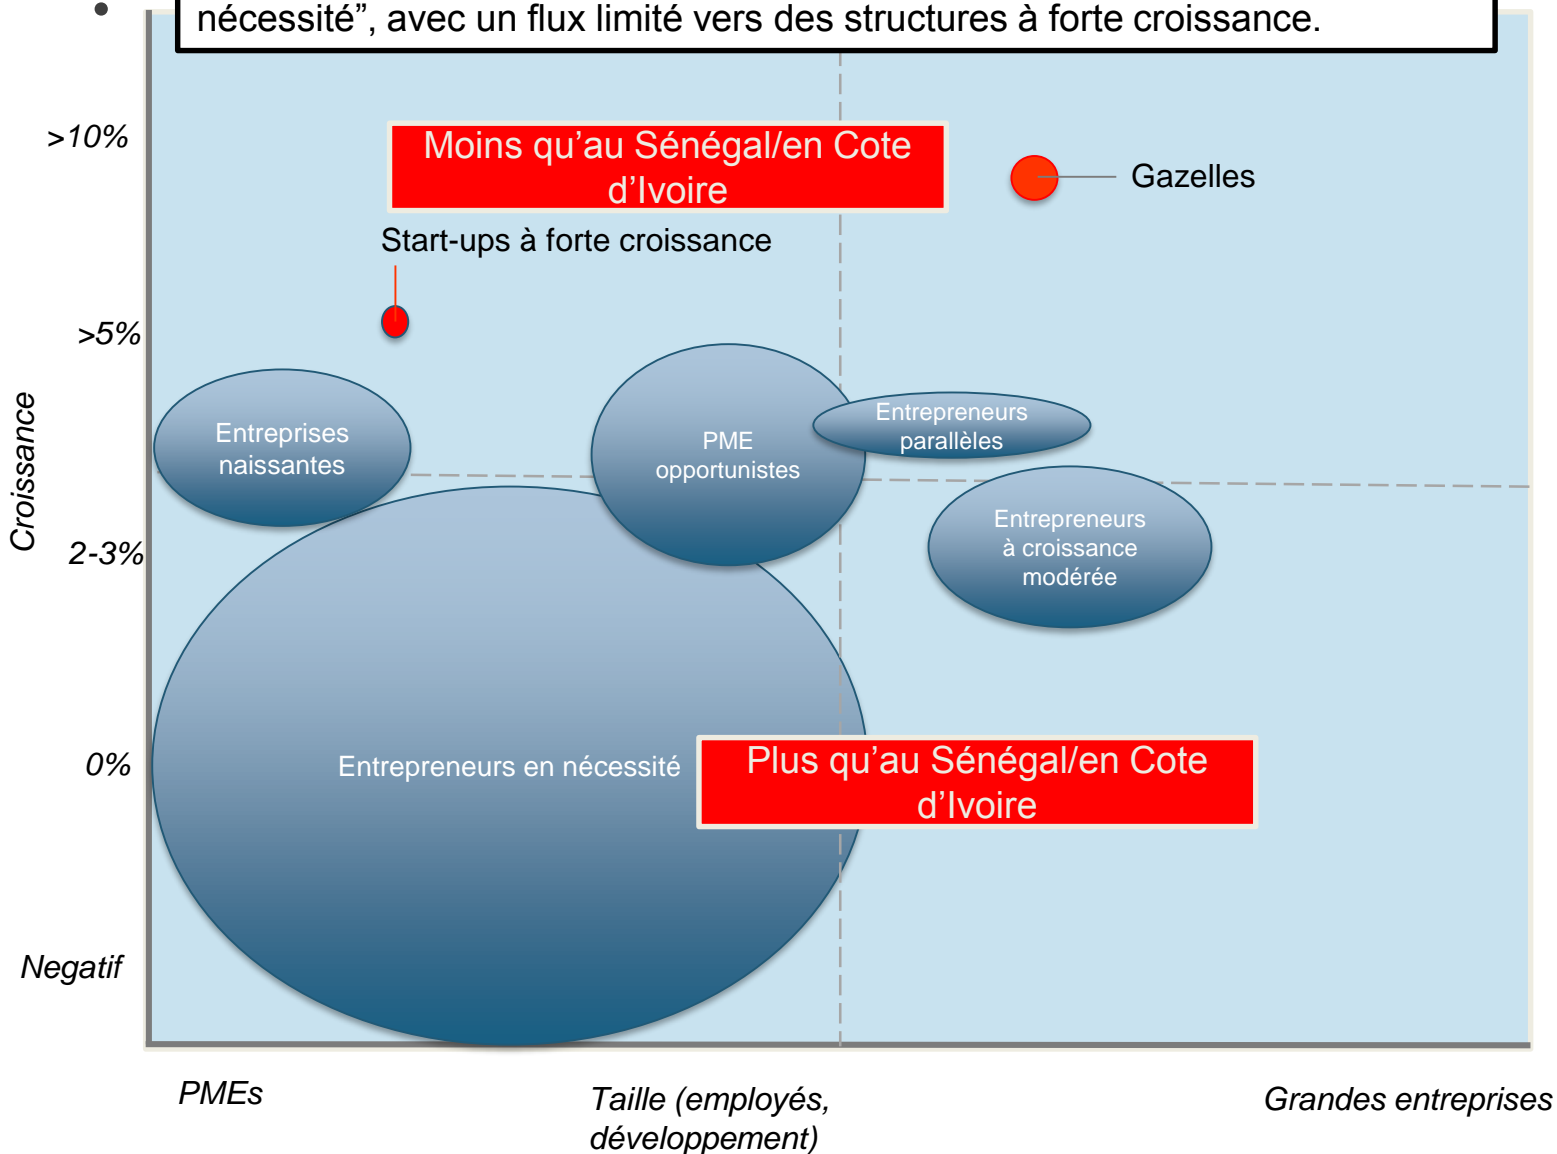 nécessité”, avec un flux limité vers des structures à forte croissance.
>10%
Moins qu’au Sénégal/en Cote
d’Ivoire
Gazelles
Start-ups à forte croissance
>5%
Entreprises
naissantes
PME
opportunistes
Entrepreneurs
parallèles
Croissance
2-3%
Entrepreneurs
à croissance
modérée
0%
Entrepreneurs en nécessité
Plus qu’au Sénégal/en Cote
d’Ivoire
Negatif
PMEs
Taille (employés,
développement)
Grandes entreprises